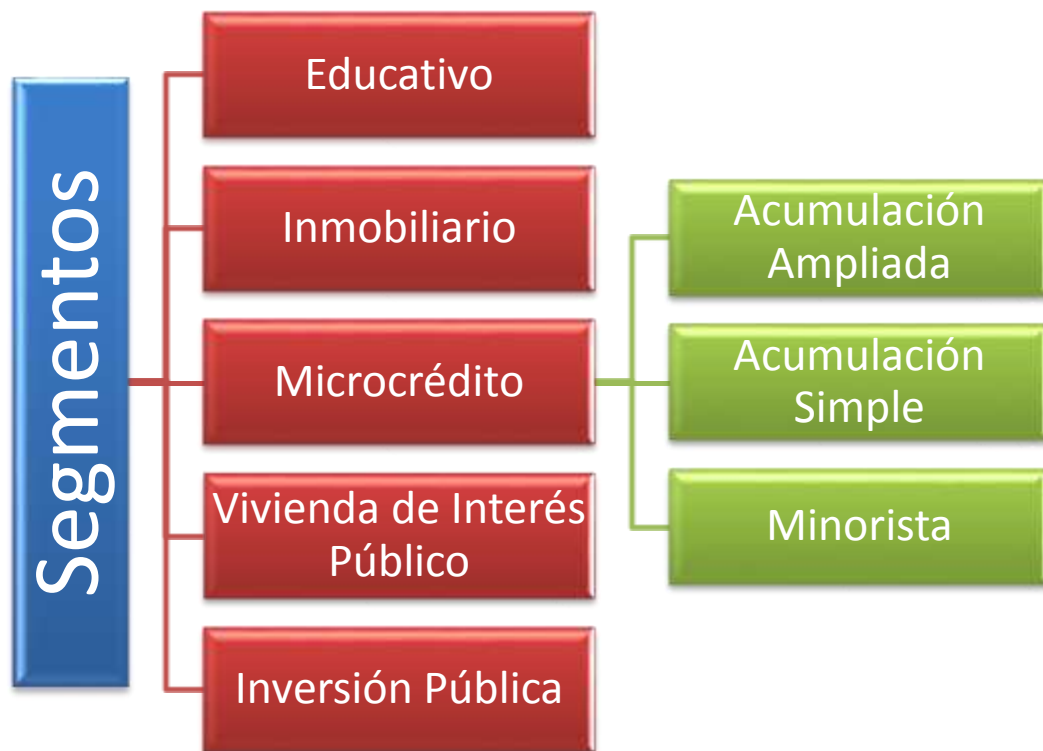 Segmentos
Educativo
Inmobiliario
Microcrédito
Vivienda de Interés
Público
Inversión Pública
Acumulación
Ampliada
Acumulación
Simple
Minorista